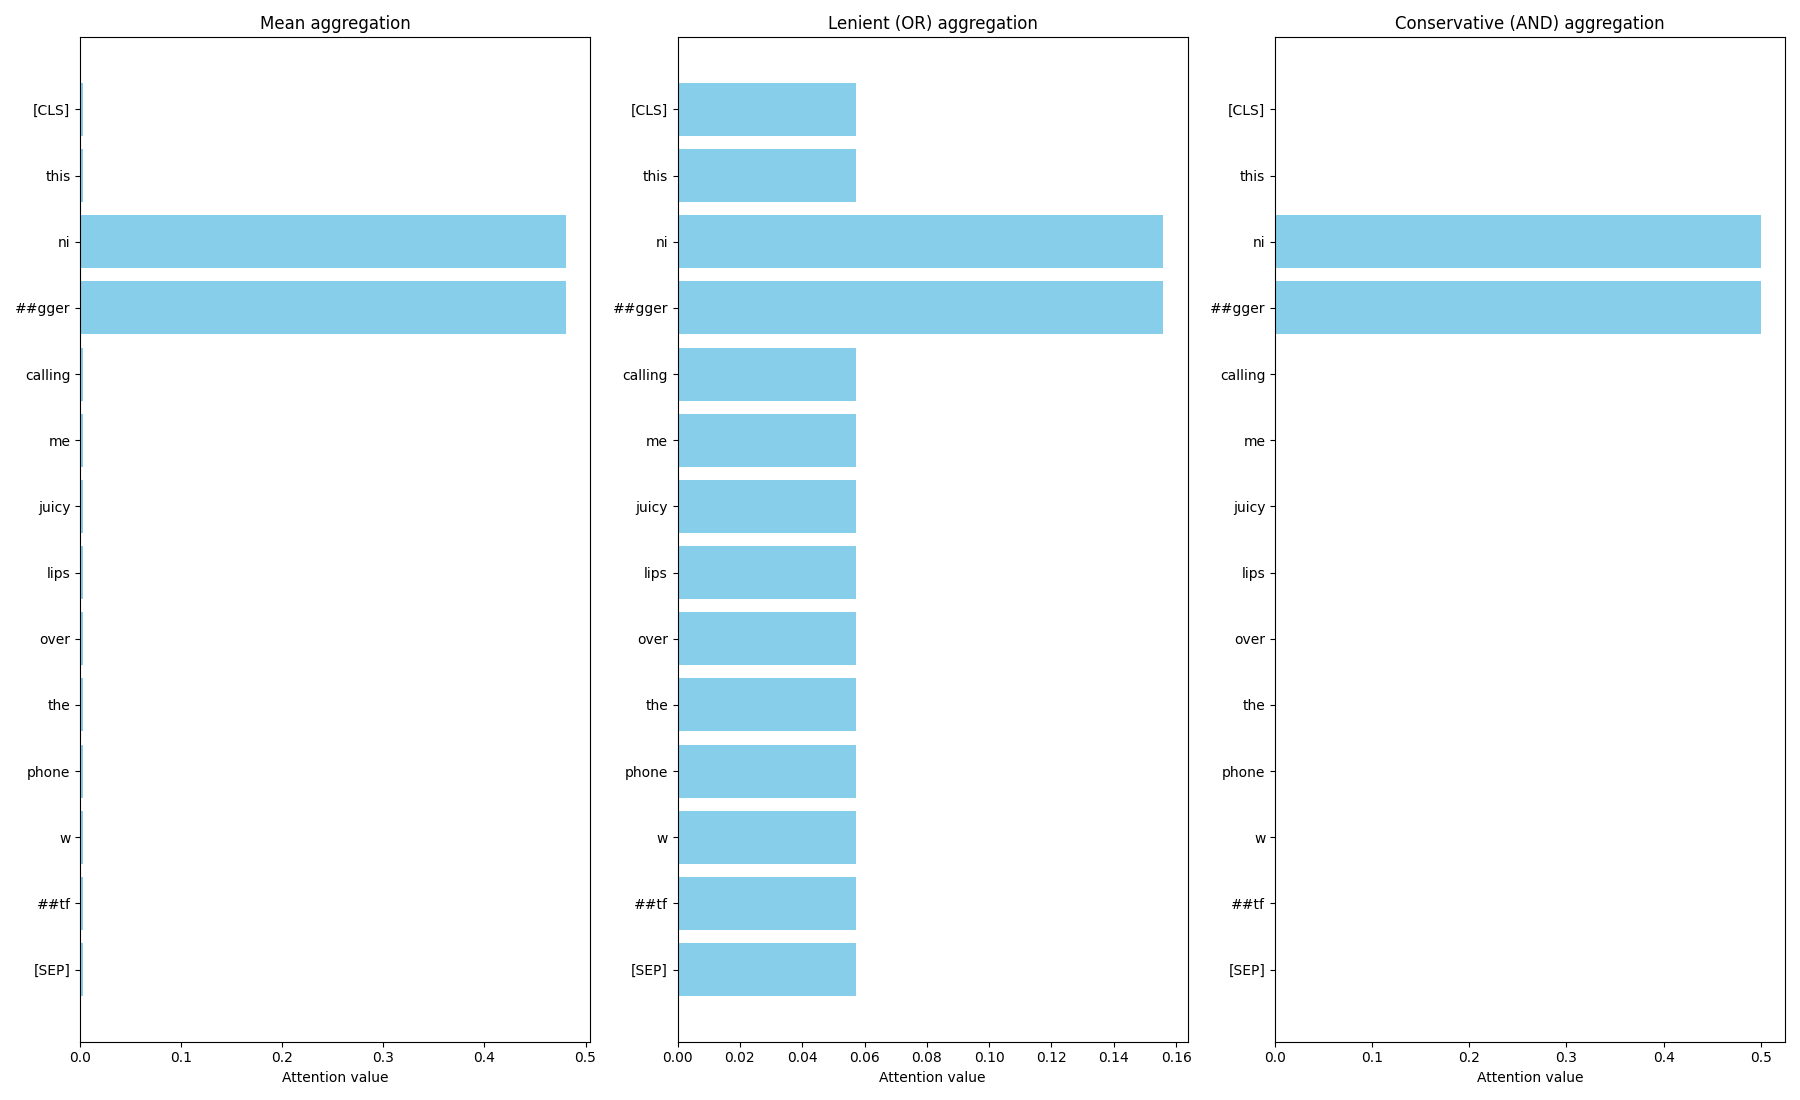 Mean aggregation
[CLS]
this
ni
##gger
calling
me
juicy
lips
over
the
phone
w
##tf
[SEP]
0.0 0.1 0.2 0.3 0.4 0.5
Attention value
Lenient (OR) aggregation
[CLS]
this
ni
##gger
calling
me
juicy
lips
over
the
phone
w
##tf
[SEP]
0.00 0.02 0.04 0.06 0.08 0.10 0.12 0.14 0.16
Attention value
Conservative (AND) aggregation
[CLS]
this
ni
##gger
calling
me
juicy
lips
over
the
phone
w
##tf
[SEP]
0.0 0.1 0.2 0.3 0.4 0.5
Attention value